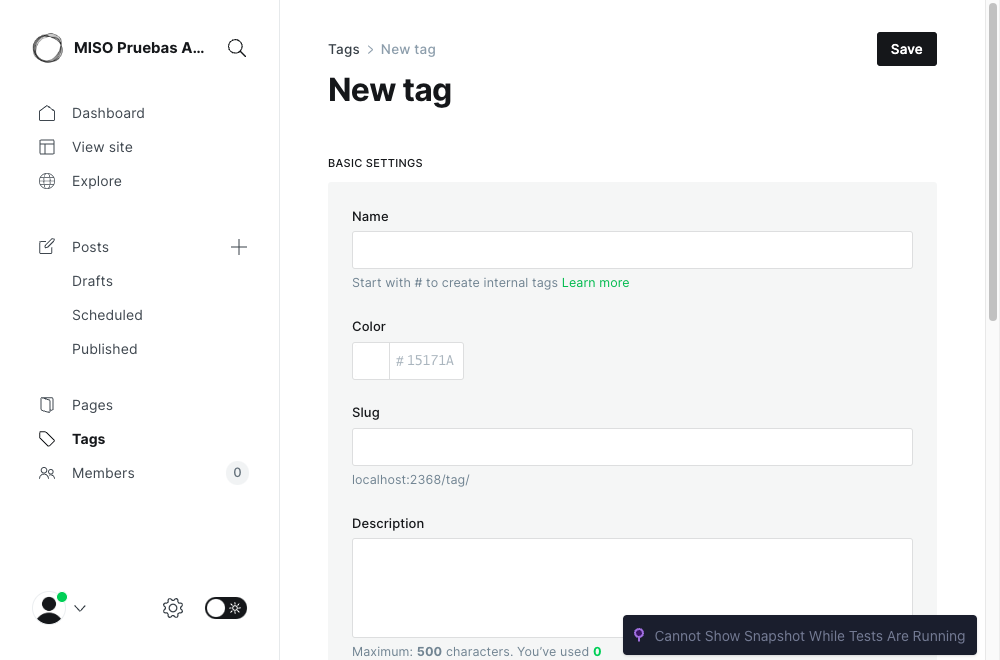 MISO Pruebas A...
Dashboard
View site
Explore
Posts
Drafts
Scheduled
Published
Pages
Tags
Members
0
Tags > New tag
Save
New tag
BASIC SETTINGS
Name
Start with # to create internal tags Learn more
Color
# 15171A
Slug
localhost:2368/tag/
Description
Maximum: 500 characters. You've used 0
Cannot Show Snapshot While Tests Are Running